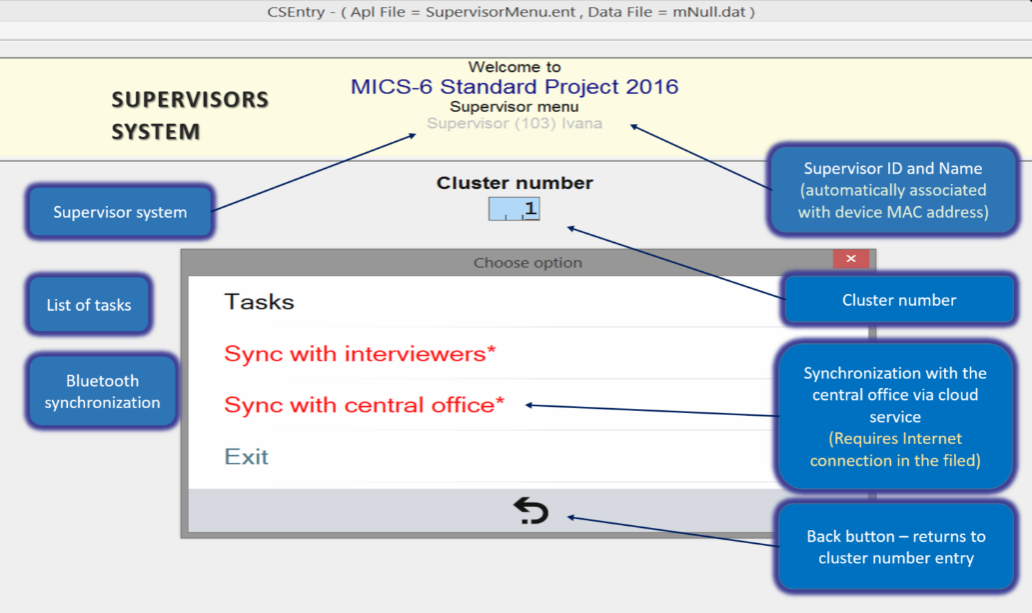 CSEntry - ( Apl File = SupervisorMenu.ent , Data File = mNull.dat )
SUPERVISORS
SYSTEM
Welcome to
MICS-6 Standard Project 2016
Supervisor menu
Supervisor (103) Ivana
Supervisor ID and Name
(automatically associated
with device MAC address)
Supervisor system
Cluster number
1
Choose option
×
Cluster number
List of tasks
Tasks
Bluetooth
synchronization
Sync with interviewers*
Sync with central office*
Synchronization with the
central office via cloud
service
(Requires Internet
connection in the filed)
Exit
Back button – returns to
cluster number entry